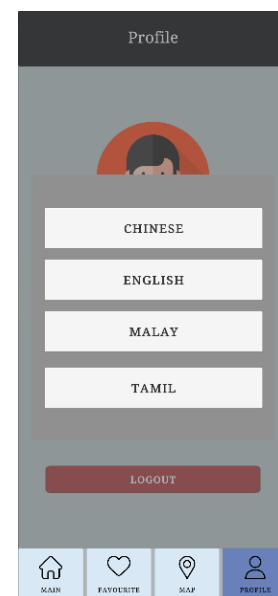 Profile
CHINESE
ENGLISH
MALAY
TAMIL
LOGOUT
MAIN FAVOURITE MAP PROFILE